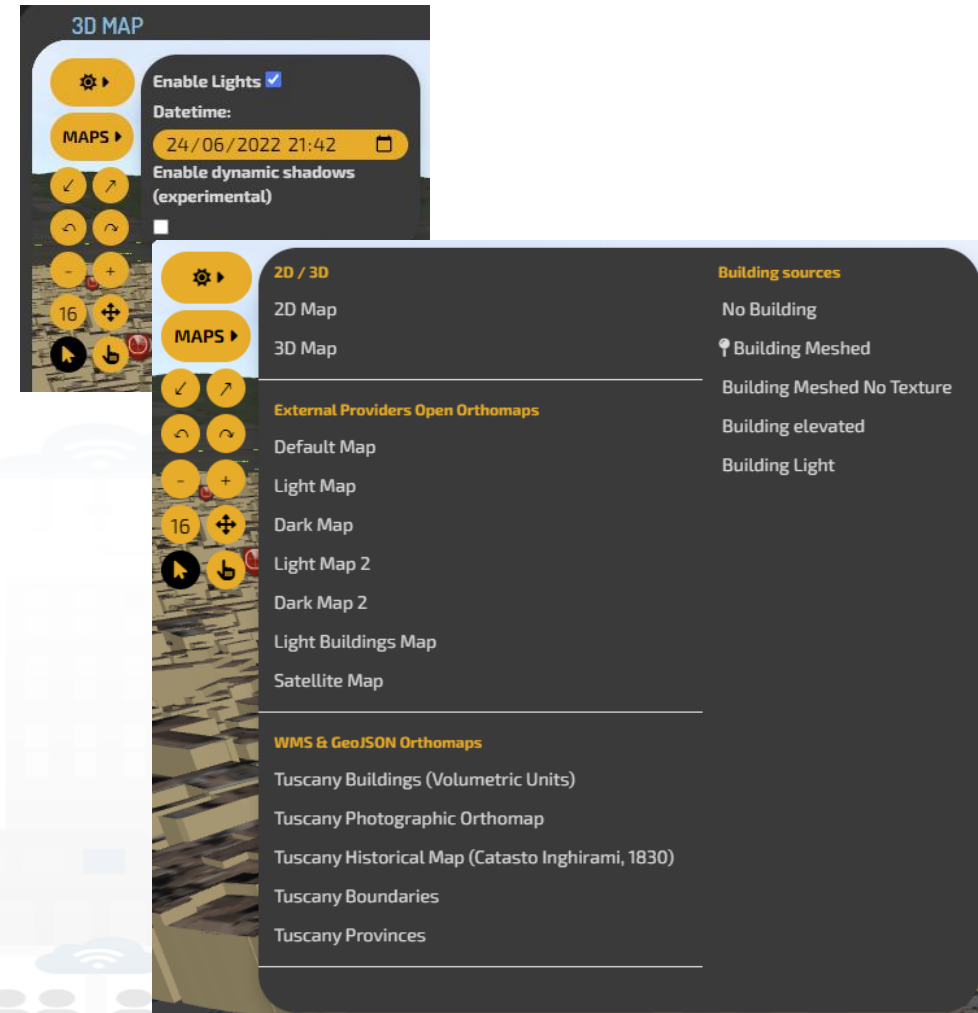 3D MAP
Enable Lights
Datetime:
MAPS
24/06/2022 21:42
Enable dynamic shadows
(experimental)
- +
16
2D / 3D
2D Map
MAPS
3D Map
External Providers Open Orthomaps
Default Map
- +
Light Map
16
Dark Map
Light Map 2
Dark Map 2
Light Buildings Map
Satellite Map
WMS & GeoJSON Orthomaps
Tuscany Buildings (Volumetric Units)
Tuscany Photographic Orthomap
Tuscany Historical Map (Catasto Inghirami, 1830)
Tuscany Boundaries
Tuscany Provinces
Building sources
No Building
Building Meshed
Building Meshed No Texture
Building elevated
Building Light